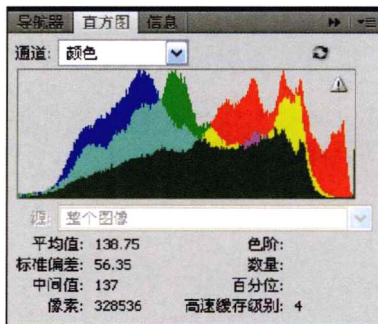 导航器 直方图 信息
通道: 颜色
源: 整个图像
平均值: 138.75 色阶:
标准偏差: 56.35 数量:
中间值: 137 百分位:
像素: 328536 高速缓存级别: 4